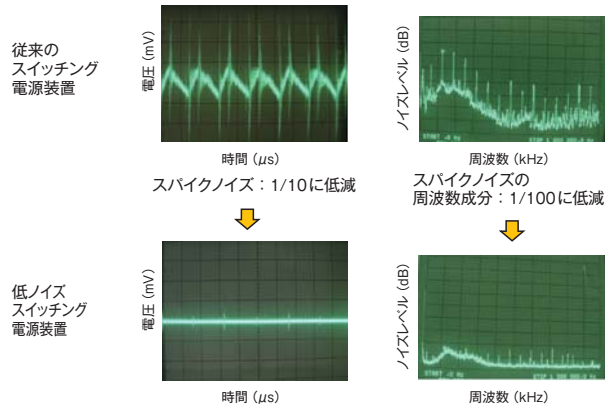 従来の
スイッチング
電源装置
電圧 (mV)
時間 (μs)
ノイズレベル (dB)
周波数 (kHz)
スパイクノイズ：1/10に低減
スパイクノイズの
周波数成分：1/100に低減
低ノイズ
スイッチング
電源装置
電圧 (mV)
時間 (μs)
ノイズレベル (dB)
START
周波数 (kHz)